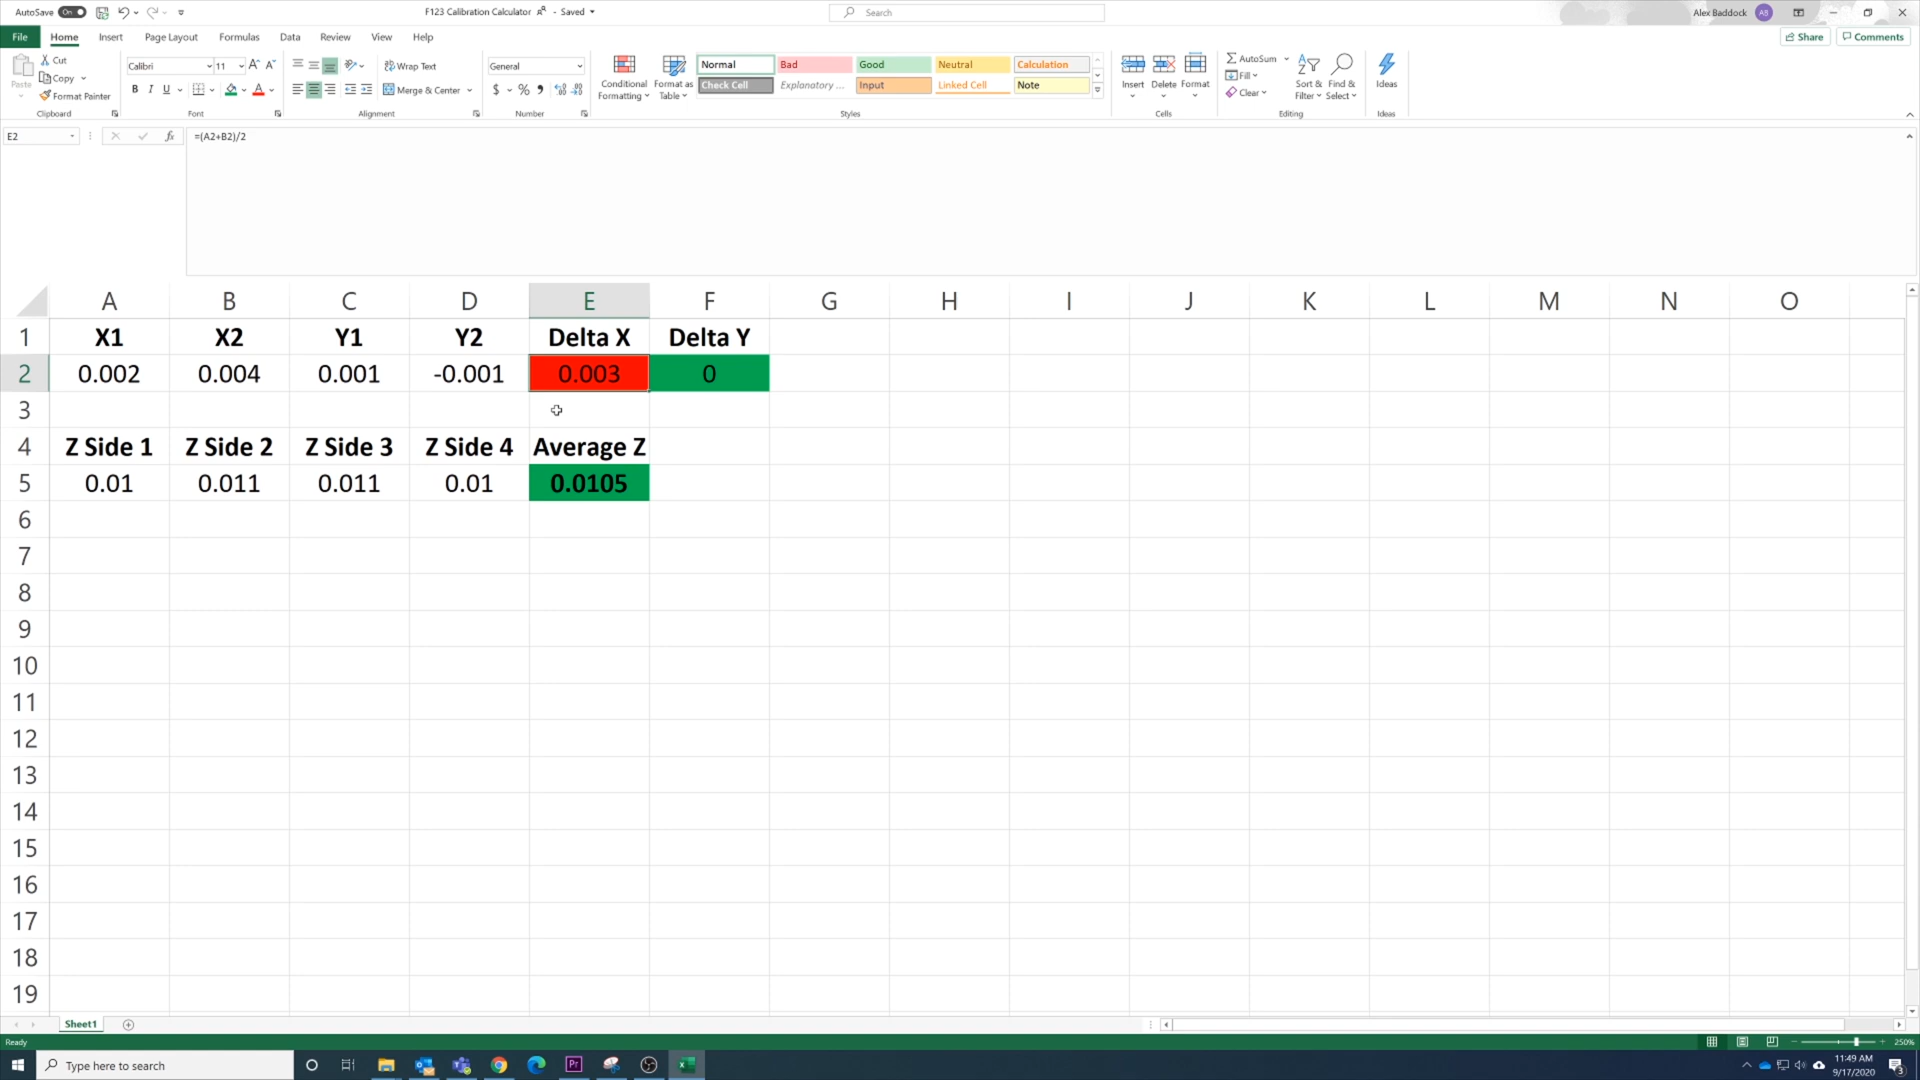 AutoSave On F123 Calibration Calculator - Saved Search Alex Baddock AB
File Home Insert Page Layout Formulas Data Review View Help Share Comments
Paste Cut Copy Format Painter Clipboard
Calibri 11 A A B I U A Font
Wrap Text Merge & Center Alignment
General $ % Number
Conditional Formatting Format as Table
Normal Bad Good Neutral Calculation
Check Cell Explanatory ... Input Linked Cell Note
Styles
Insert Delete Format Cells
AutoSum Fill Clear Sort & Filter Find & Select Editing
Ideas Ideas
E2 fx =(A2+B2)/2
A B C D E F G H I J K L M N O
1 X1 X2 Y1 Y2 Delta X Delta Y
2 0.002 0.004 0.001 -0.001 0.003 0
3
4 Z Side 1 Z Side 2 Z Side 3 Z Side 4 Average Z
5 0.01 0.011 0.011 0.01 0.0105
6
7
8
9
10
11
12
13
14
15
16
17
18
19
Sheet1
Ready 250%
Type here to search Pr 11:49 AM
9/17/2020 3